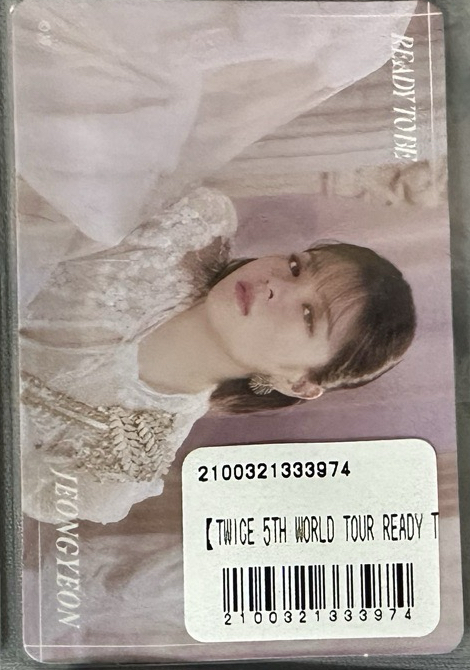 READY TO BE
JEONGYEON
2100321333974
【TWICE 5TH WORLD TOUR READY T
2100321333974